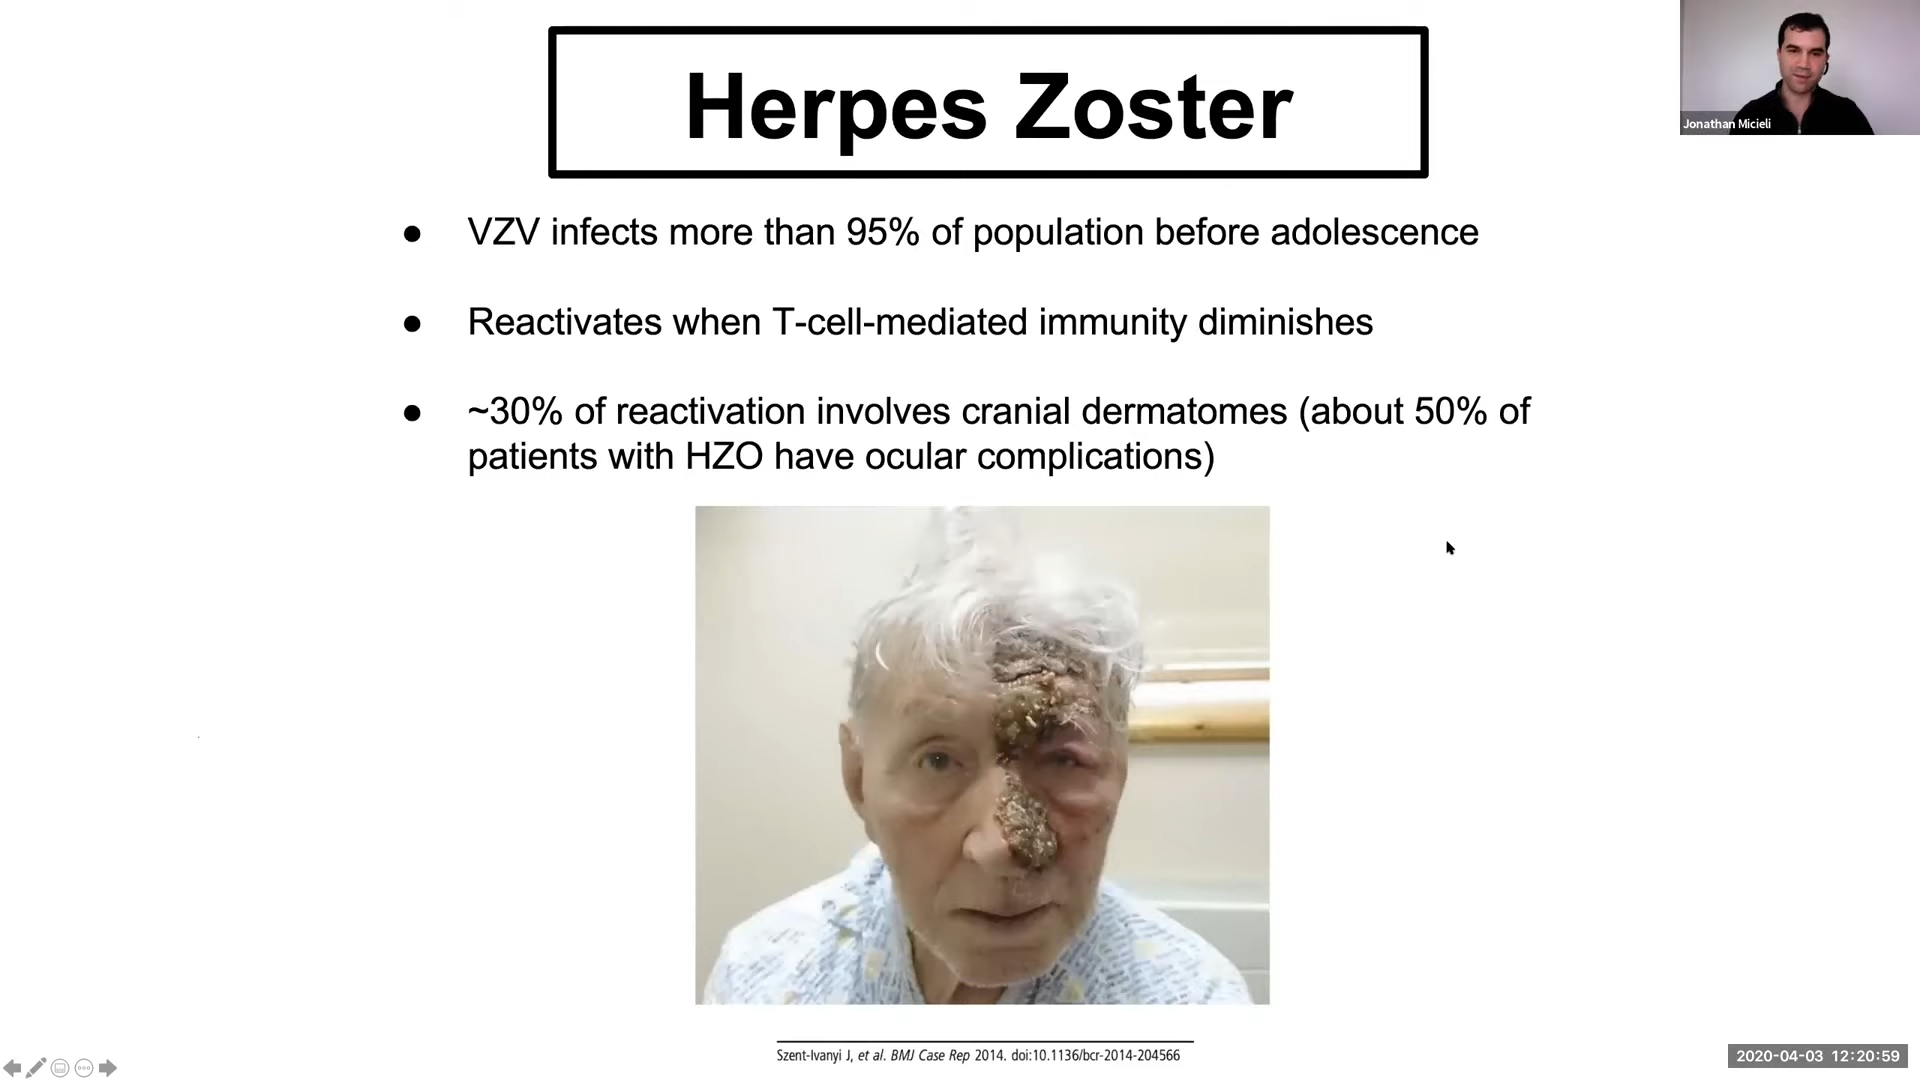 Herpes Zoster
Jonathan Micieli
● VZV infects more than 95% of population before adolescence
● Reactivates when T-cell-mediated immunity diminishes
● ~30% of reactivation involves cranial dermatomes (about 50% of
patients with HZO have ocular complications)
Szent-Ivanyi J, et al. BMJ Case Rep 2014. doi:10.1136/bcr-2014-204566
2020-04-03 12:20:59